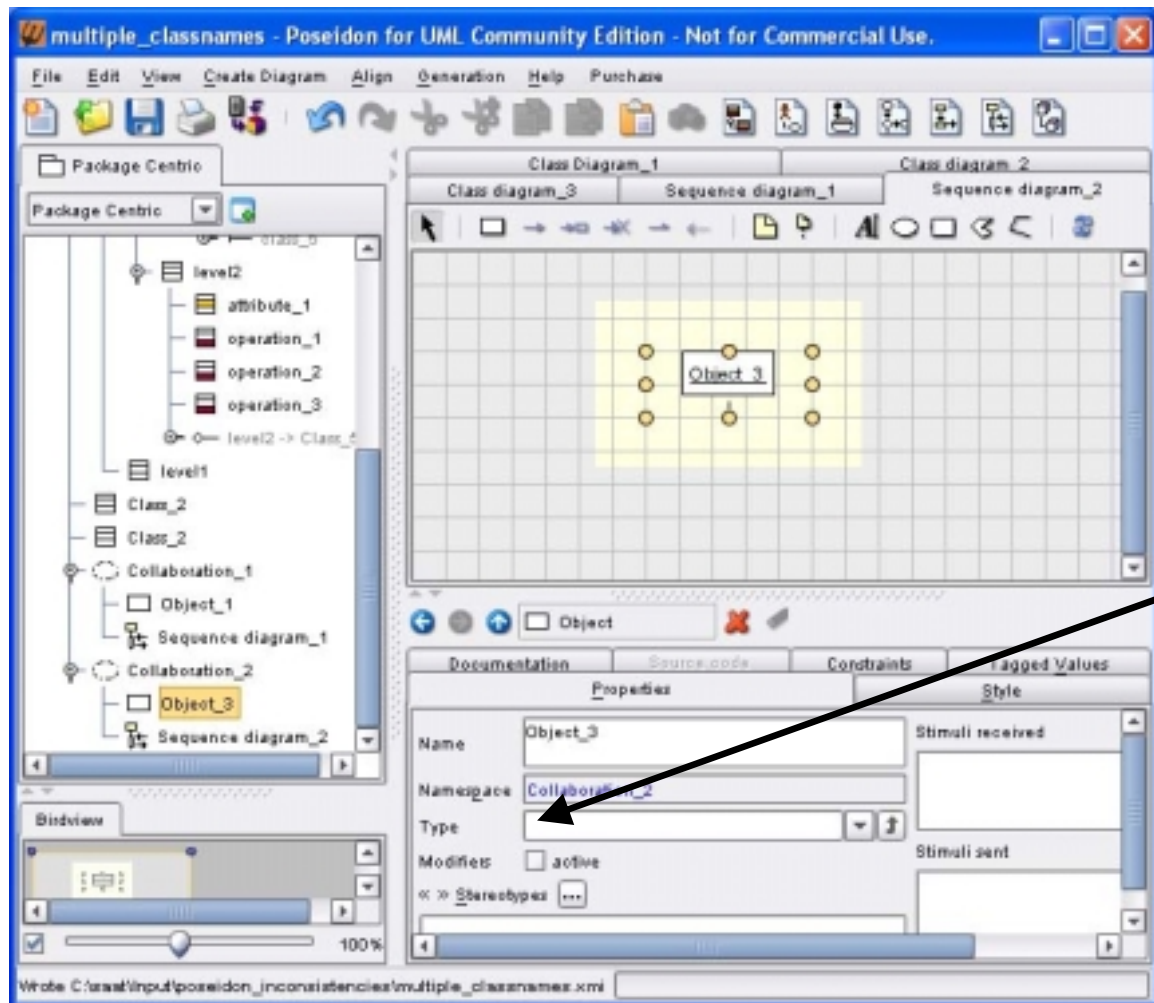 multiple_classnames - Poseidon for UML Community Edition - Not for Commercial Use.
File Edit View Create Diagram Align Generation Help Purchase
Package Centric
Package Centric
class_5
level2
attribute_1
operation_1
operation_2
operation_3
level2 -> Class_5
level1
Class_2
Class_2
Collaboration_1
Object_1
Sequence diagram_1
Collaboration_2
Object_3
Sequence diagram_2
Birdview
100%
Class Diagram_1 Class diagram_2
Class diagram_3 Sequence diagram_1 Sequence diagram_2
Object_3
Object
Documentation Source code Constraints Tagged Values
Properties Style
Name Object_3 Stimuli received
Namespace Collaboration_2
Type
Modifiers active Stimuli sent
« » Stereotypes ...
Wrote C:\saat\Input\poseidon_inconsistencies\multiple_classnames.xmi